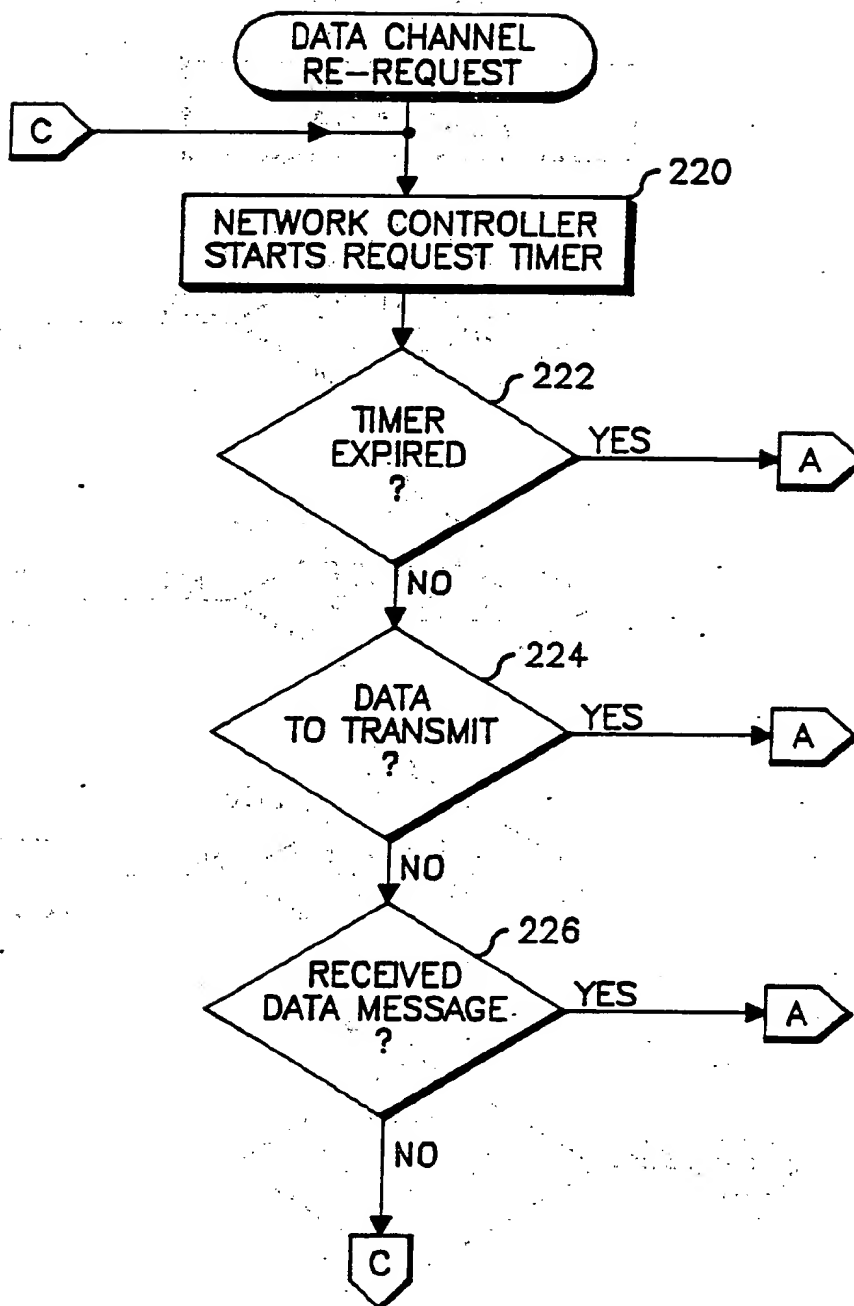 DATA CHANNEL
RE-REQUEST
C
220
NETWORK CONTROLLER
STARTS REQUEST TIMER
222
TIMER
EXPIRED
?
YES
A
NO
224
DATA
TO TRANSMIT
?
YES
A
NO
226
RECEIVED
DATA MESSAGE
?
YES
A
NO
C